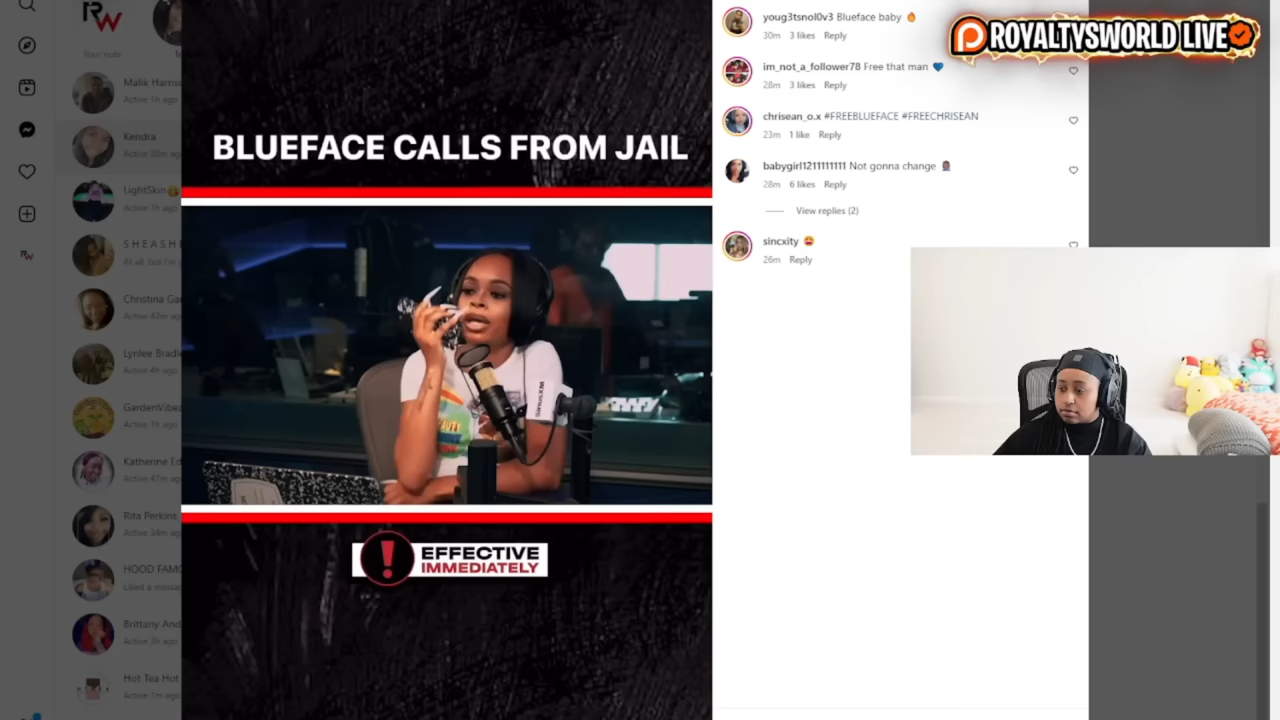 RW
Your note
Malik Harris
Active 1h ago
Kendra
Active 30m ago
LightSkin
Active 1h ago
S H E A S H E
Christina Ga
Active 42m ago
Lynlee Bradl
Active 4h ago
GardenVibez
Active 7h ago
Katherine Ed
Active 47m ago
Rita Perkins
Active 34m ago
HOOD FAMO
Liked a messa
Brittany And
Active 3h ago
Hot Tea Hot
Active 1m ago
BLUEFACE CALLS FROM JAIL
SiriusXM
!
EFFECTIVE
IMMEDIATELY
youg3tsnol0v3 Blueface baby 🔥
30m 3 likes Reply
im_not_a_follower78 Free that man 💙
28m 3 likes Reply
chrisean_o.x #FREEBLUEFACE #FREECHRISEAN
23m 1 like Reply
babygirl1211111111 Not gonna change
28m 6 likes Reply
View replies (2)
sincxity 🤩
26m Reply
ROYALTYSWORLD LIVE